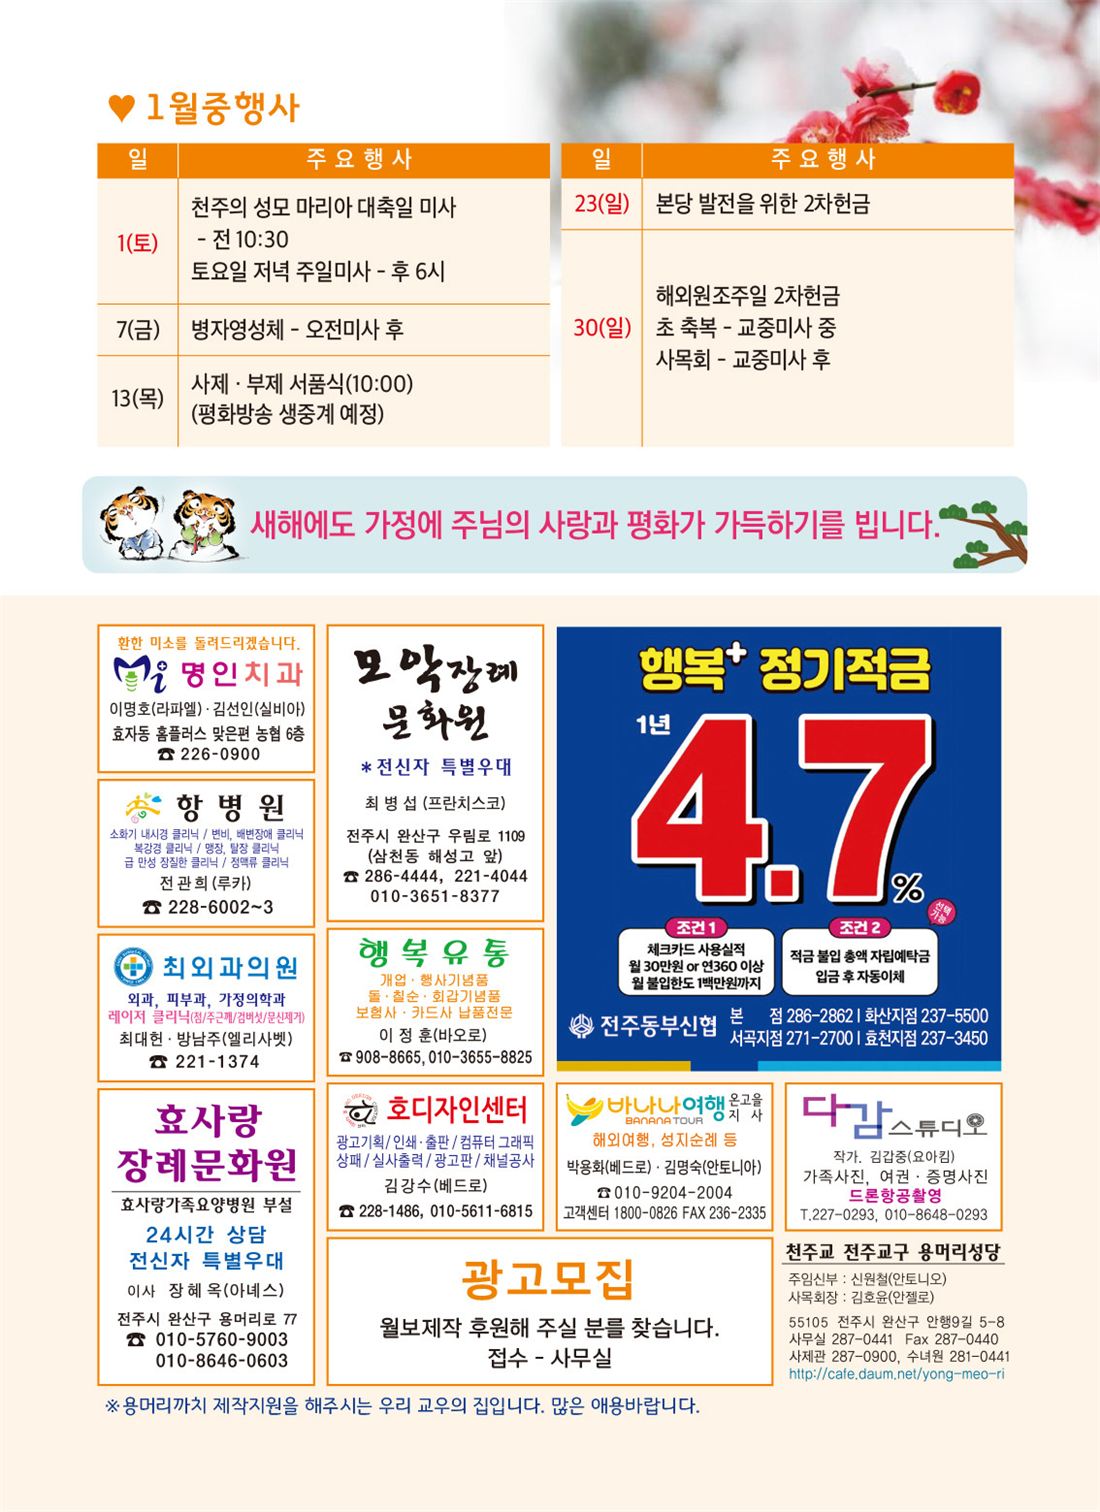 ♥ 1월중행사
일 주요행사
1(토) 천주의 성모 마리아 대축일 미사
- 전 10:30
토요일 저녁 주일미사 - 후 6시
7(금) 병자영성체 - 오전미사 후
13(목) 사제 · 부제 서품식(10:00)
(평화방송 생중계 예정)
일 주요행사
23(일) 본당 발전을 위한 2차헌금
30(일) 해외원조주일 2차헌금
초 축복 - 교중미사 중
사목회 - 교중미사 후
새해에도 가정에 주님의 사랑과 평화가 가득하기를 빕니다.
환한 미소를 돌려드리겠습니다.
Mi 명인치과
이명호(라파엘) · 김선인(실비아)
효자동 홈플러스 맞은편 농협 6층
☎ 226-0900
항병원
소화기 내시경 클리닉 / 변비, 배변장애 클리닉
복강경 클리닉 / 맹장, 탈장 클리닉
급 만성 장질환 클리닉 / 정맥류 클리닉
전관희(루카)
☎ 228-6002~3
최외과의원
외과, 피부과, 가정의학과
레이저 클리닉(점/주근깨/검버섯/문신제거)
최대헌 · 방남주(엘리사벳)
☎ 221-1374
효사랑
장례문화원
효사랑가족요양병원 부설
24시간 상담
전신자 특별우대
이사 장혜옥(아녜스)
전주시 완산구 용머리로 77
☎ 010-5760-9003
010-8646-0603
모악장례
문화원
*전신자 특별우대
최병섭(프란치스코)
전주시 완산구 우림로 1109
(삼천동 해성고 앞)
☎ 286-4444, 221-4044
010-3651-8377
행복유통
개업 · 행사기념품
돌 · 칠순 · 회갑기념품
보험사 · 카드사 납품전문
이정훈(바오로)
☎ 908-8665, 010-3655-8825
호디자인센터
광고기획/인쇄 · 출판/컴퓨터 그래픽
상패/실사출력/광고판/채널공사
김강수(베드로)
☎ 228-1486, 010-5611-6815
행복+ 정기적금
1년
4.7%
선택
가능
조건 1
체크카드 사용실적
월 30만원 or 연360 이상
월 불입한도 1백만원까지
조건 2
적금 불입 총액 자립예탁금
입금 후 자동이체
전주동부신협
본 점 286-2862 I 화산지점 237-5500
서곡지점 271-2700 I 효천지점 237-3450
바나나여행 온고을
지사
BANANA TOUR
해외여행, 성지순례 등
박용화(베드로) · 김명숙(안토니아)
☎ 010-9204-2004
고객센터 1800-0826 FAX 236-2335
다감스튜디오
작가. 김갑중(요아킴)
가족사진, 여권 · 증명사진
드론항공촬영
T.227-0293, 010-8648-0293
광고모집
월보제작 후원해 주실 분를 찾습니다.
접수 - 사무실
천주교 전주교구 용머리성당
주임신부 : 신원철(안토니오)
사목회장 : 김호윤(안젤로)
55105 전주시 완산구 안행9길 5-8
사무실 287-0441 Fax 287-0440
사제관 287-0900, 수녀원 281-0441
http://cafe.daum.net/yong-meo-ri
※용머리까치 제작지원을 해주시는 우리 교우의 집입니다. 많은 애용바랍니다.